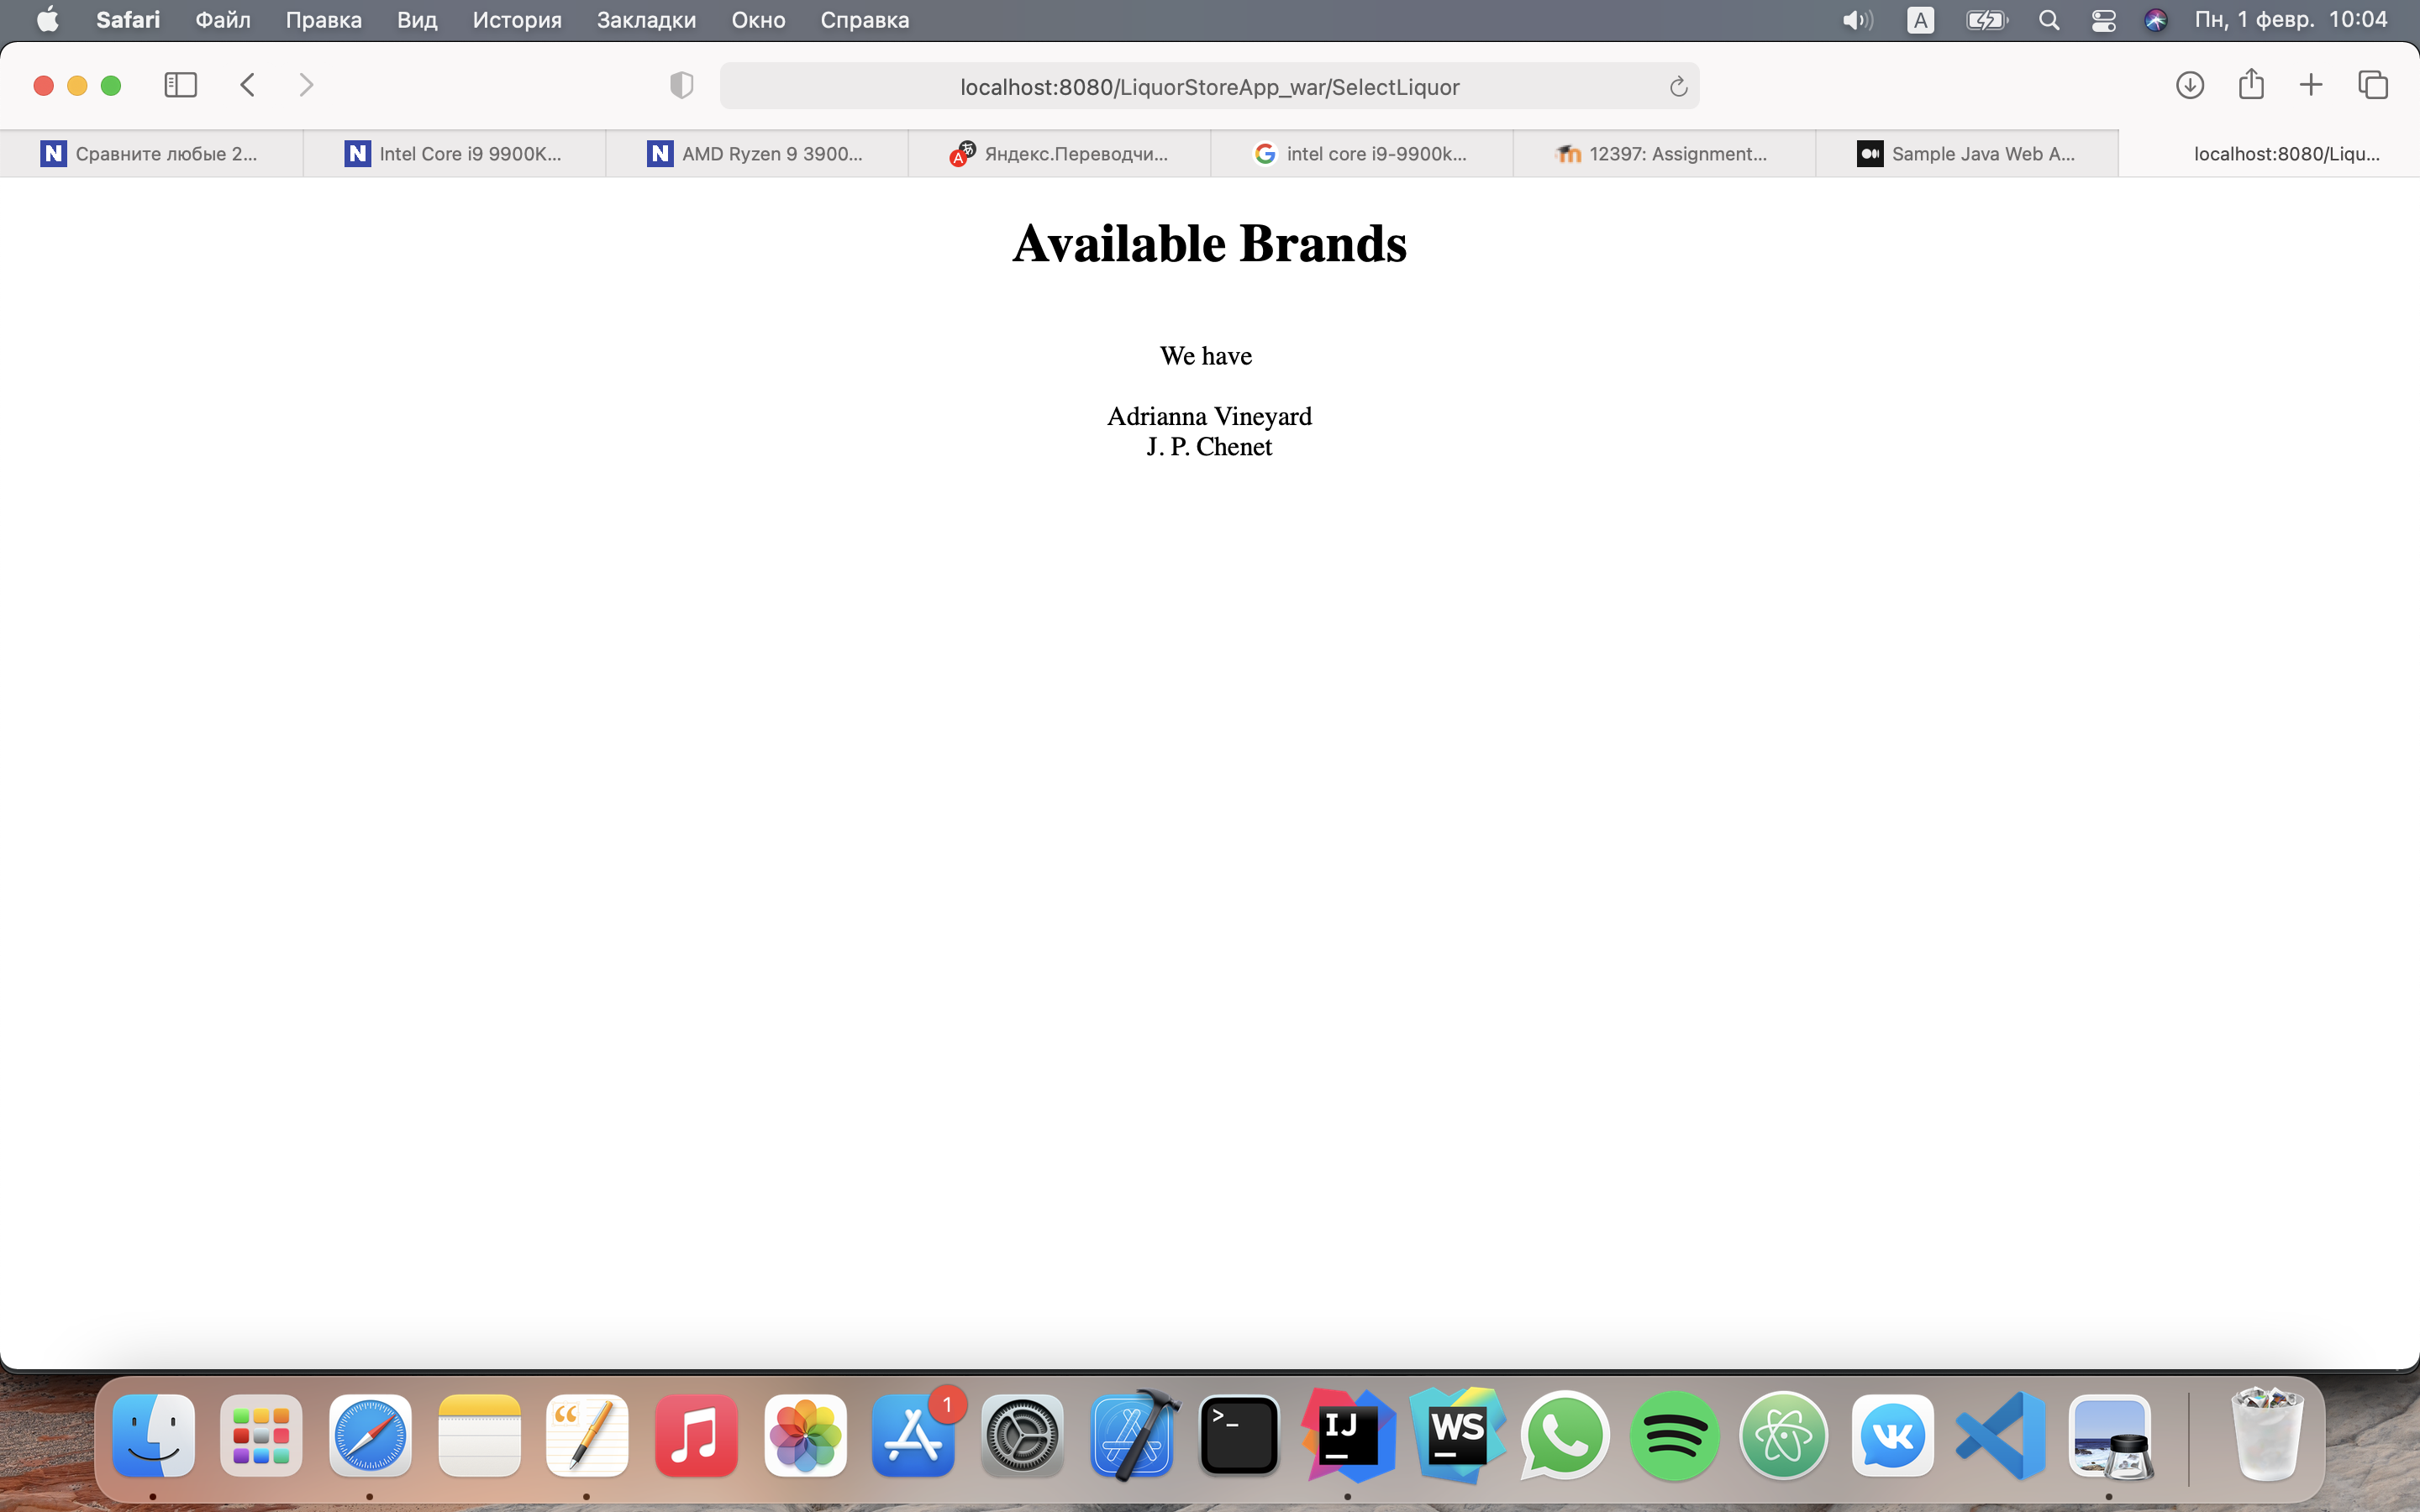 Safari Файл Правка Вид История Закладки Окно Справка A Пн, 1 февр. 10:04
localhost:8080/LiquorStoreApp_war/SelectLiquor
N Сравните любые 2... N Intel Core i9 9900K... N AMD Ryzen 9 3900... Яндекс.Переводчи... G intel core i9-9900k... 12397: Assignment... Sample Java Web A... localhost:8080/Liqu...
Available Brands
We have
Adrianna Vineyard
J. P. Chenet
1
>_ IJ WS